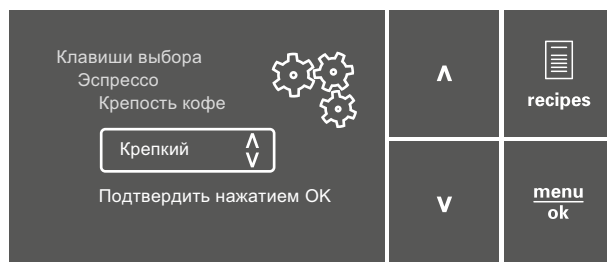 Клавиши выбора
Эспрессо
Крепость кофе
Крепкий
Подтвердить нажатием OK
recipes
menu
ok